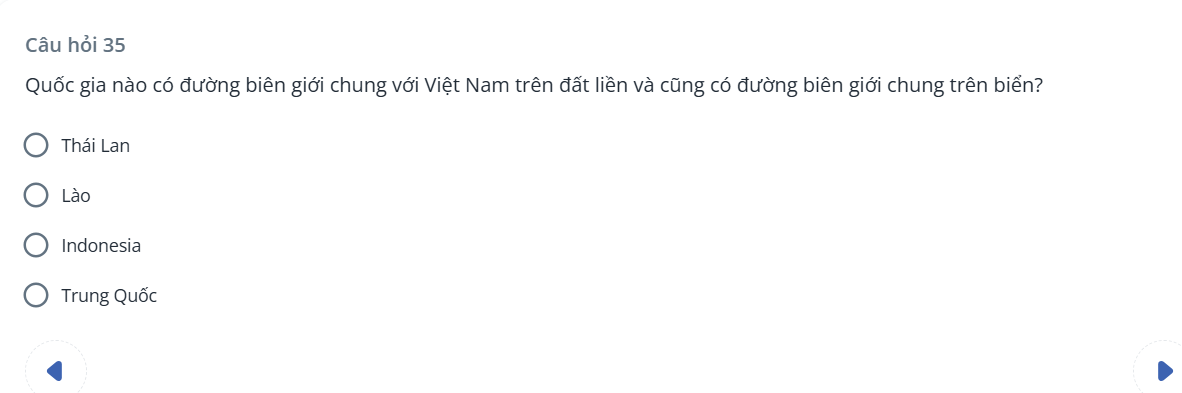 Câu hỏi 35
Quốc gia nào có đường biên giới chung với Việt Nam trên đất liền và cũng có đường biên giới chung trên biển?
Thái Lan
Lào
Indonesia
Trung Quốc